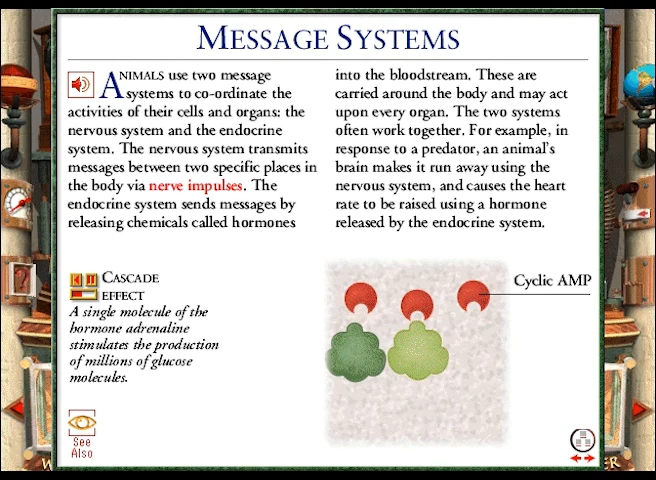 MESSAGE SYSTEMS
ANIMALS use two message
systems to co-ordinate the
activities of their cells and organs: the
nervous system and the endocrine
system. The nervous system transmits
messages between two specific places in
the body via nerve impulses. The
endocrine system sends messages by
releasing chemicals called hormones
into the bloodstream. These are
carried around the body and may act
upon every organ. The two systems
often work together. For example, in
response to a predator, an animal's
brain makes it run away using the
nervous system, and causes the heart
rate to be raised using a hormone
released by the endocrine system.
CASCADE
EFFECT
A single molecule of the
hormone adrenaline
stimulates the production
of millions of glucose
molecules.
Cyclic AMP
See
Also